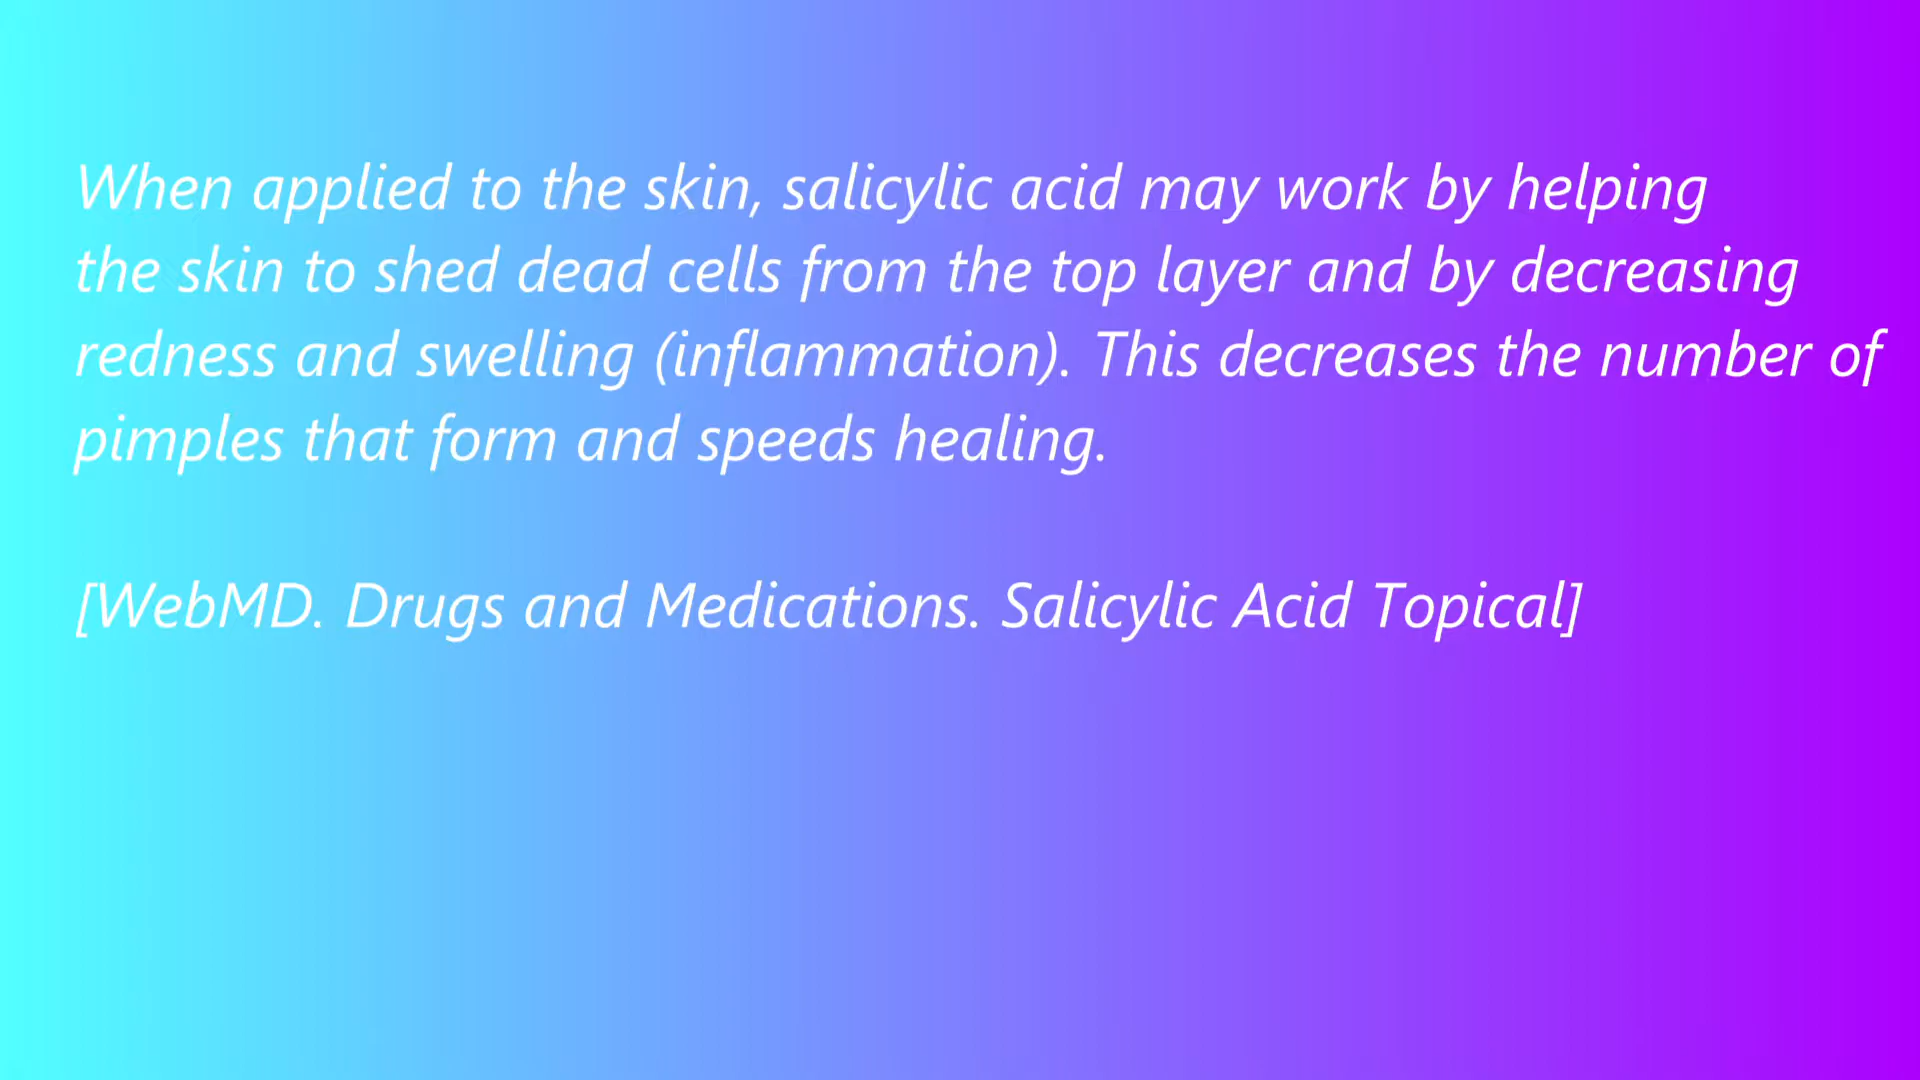 When applied to the skin, salicylic acid may work by helping
the skin to shed dead cells from the top layer and by decreasing
redness and swelling (inflammation). This decreases the number of
pimples that form and speeds healing.
[WebMD. Drugs and Medications. Salicylic Acid Topical]